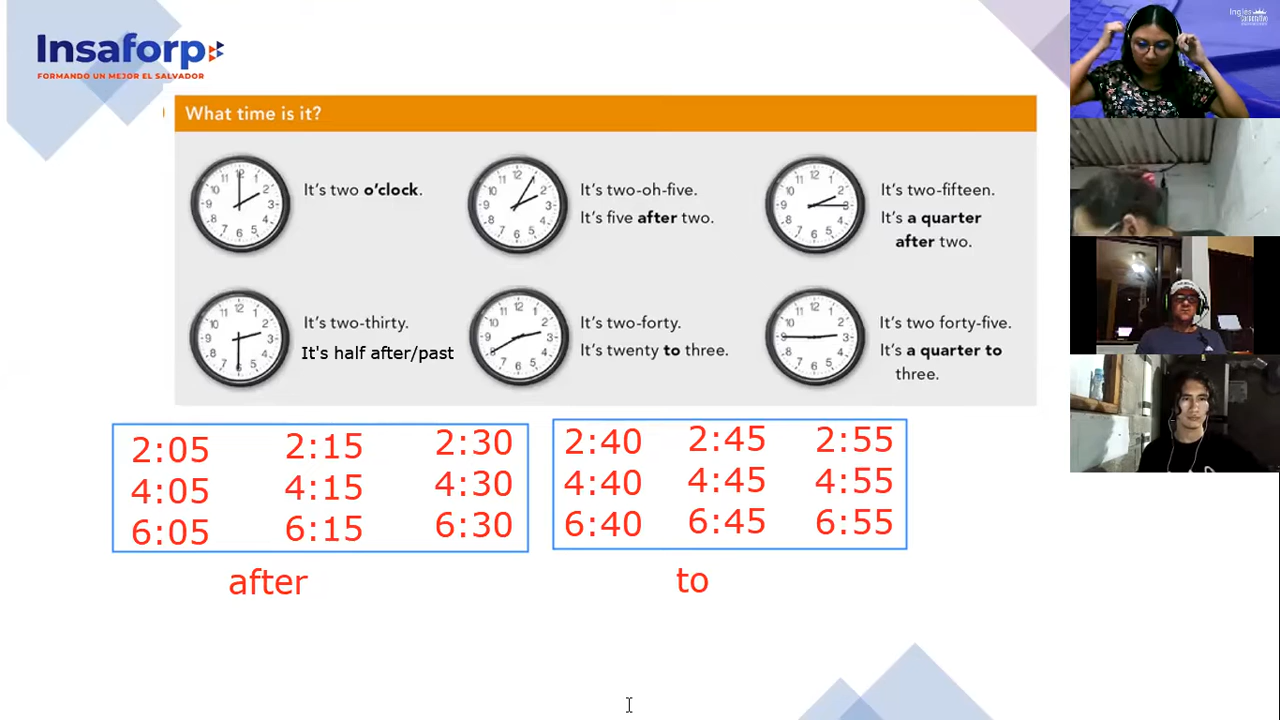 Insaforp
FORMANDO UN MEJOR EL SALVADOR
What time is it?
It's two o'clock.
It's two-oh-five.
It's five after two.
It's two-fifteen.
It's a quarter
after two.
It's two-thirty.
It's half after/past
It's two-forty.
It's twenty to three.
It's two forty-five.
It's a quarter to
three.
2:05 2:15 2:30
4:05 4:15 4:30
6:05 6:15 6:30
after
2:40 2:45 2:55
4:40 4:45 4:55
6:40 6:45 6:55
to